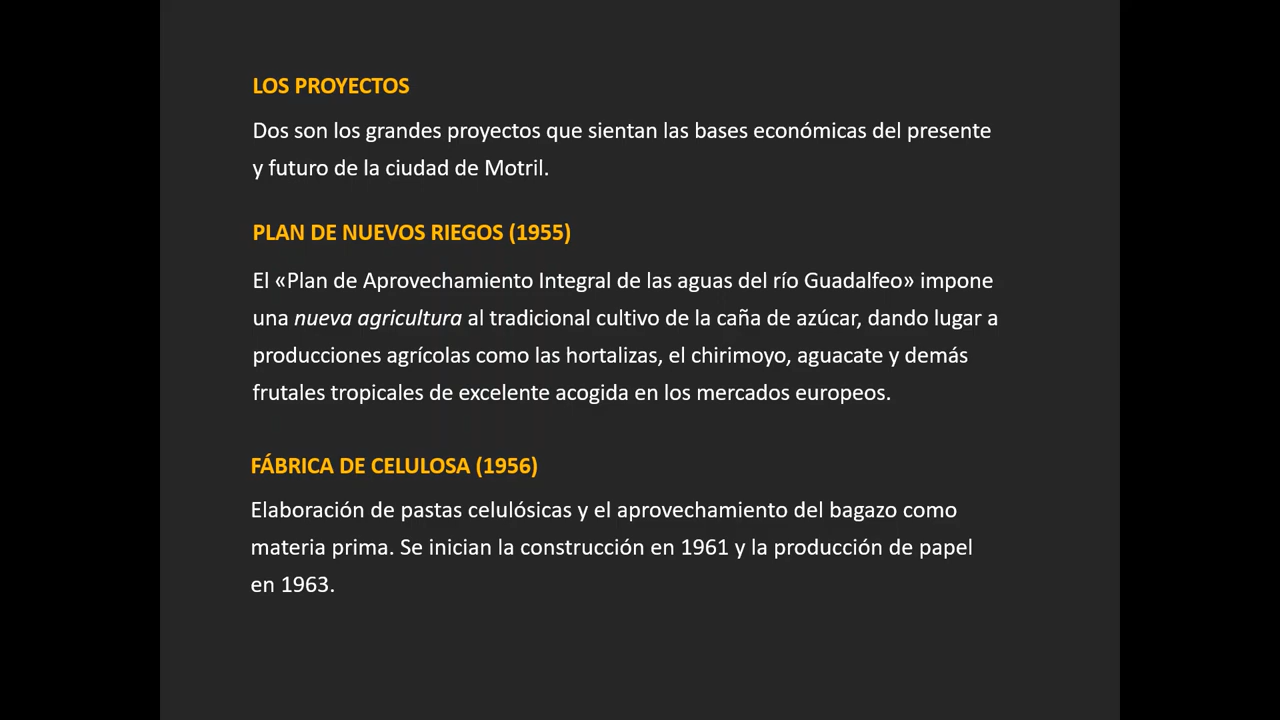 LOS PROYECTOS
Dos son los grandes proyectos que sientan las bases económicas del presente
y futuro de la ciudad de Motril.
PLAN DE NUEVOS RIEGOS (1955)
El «Plan de Aprovechamiento Integral de las aguas del río Guadalfeo» impone
una nueva agricultura al tradicional cultivo de la caña de azúcar, dando lugar a
producciones agrícolas como las hortalizas, el chirimoyo, aguacate y demás
frutales tropicales de excelente acogida en los mercados europeos.
FÁBRICA DE CELULOSA (1956)
Elaboración de pastas celulósicas y el aprovechamiento del bagazo como
materia prima. Se inician la construcción en 1961 y la producción de papel
en 1963.